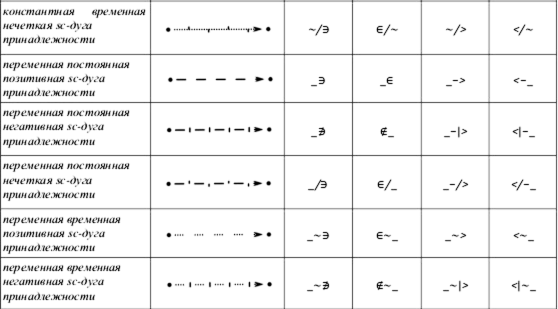 константная временная
нечеткая sc-дуга
принадлежности
~/∋ ∈/~ ~/> </~
переменная постоянная
позитивная sc-дуга
принадлежности
_∋ _∈ _-> <-_
переменная постоянная
негативная sc-дуга
принадлежности
_∌ ∉_ _-|> <|-_
переменная постоянная
нечеткая sc-дуга
принадлежности
_/∋ ∈/_ _-/> </-_
переменная временная
позитивная sc-дуга
принадлежности
_~∋ ∈~_ _~> <~_
переменная временная
негативная sc-дуга
принадлежности
_~∌ ∉~_ _~|> <|~_